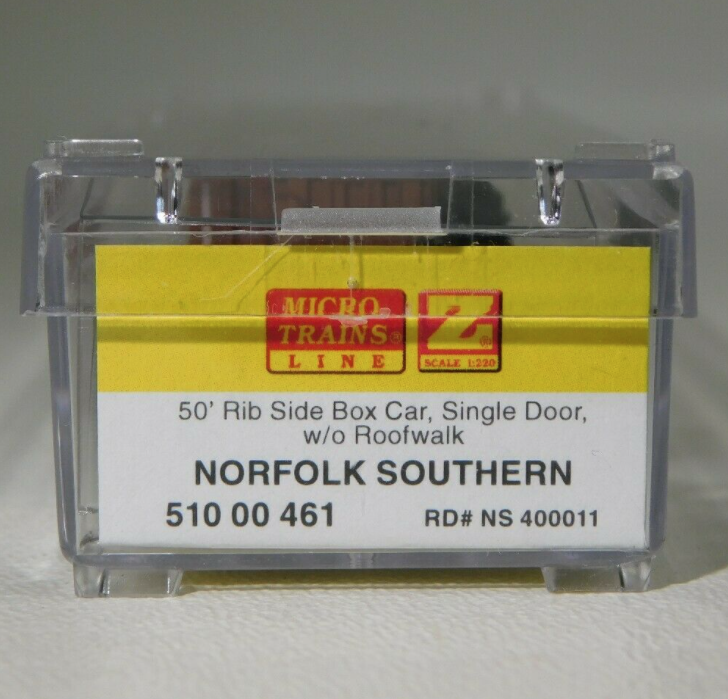 MICRO-
TRAINS®
LINE
Z®
SCALE 1:220
50' Rib Side Box Car, Single Door,
w/o Roofwalk
NORFOLK SOUTHERN
510 00 461
RD# NS 400011